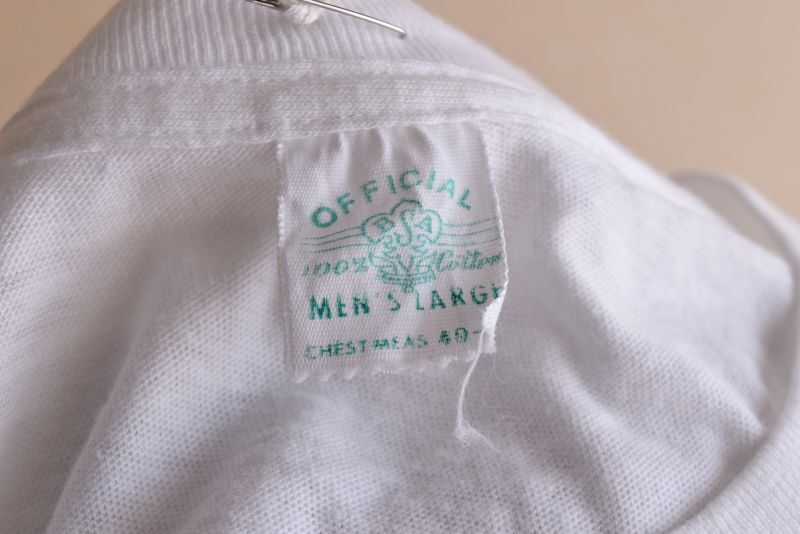 OFFICIAL
BSA
100% Cotton
MEN'S LARGE
CHEST MEAS 40-